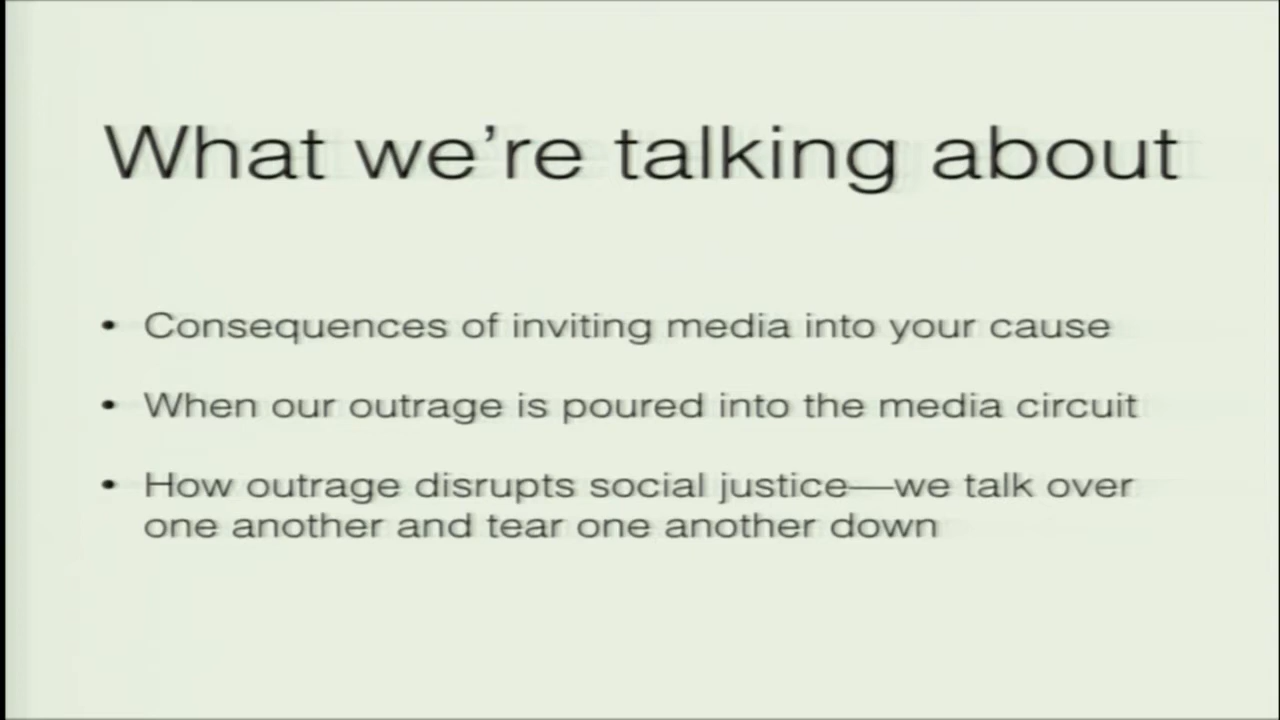 What we’re talking about
• Consequences of inviting media into your cause
• When our outrage is poured into the media circuit
• How outrage disrupts social justice—we talk over
one another and tear one another down